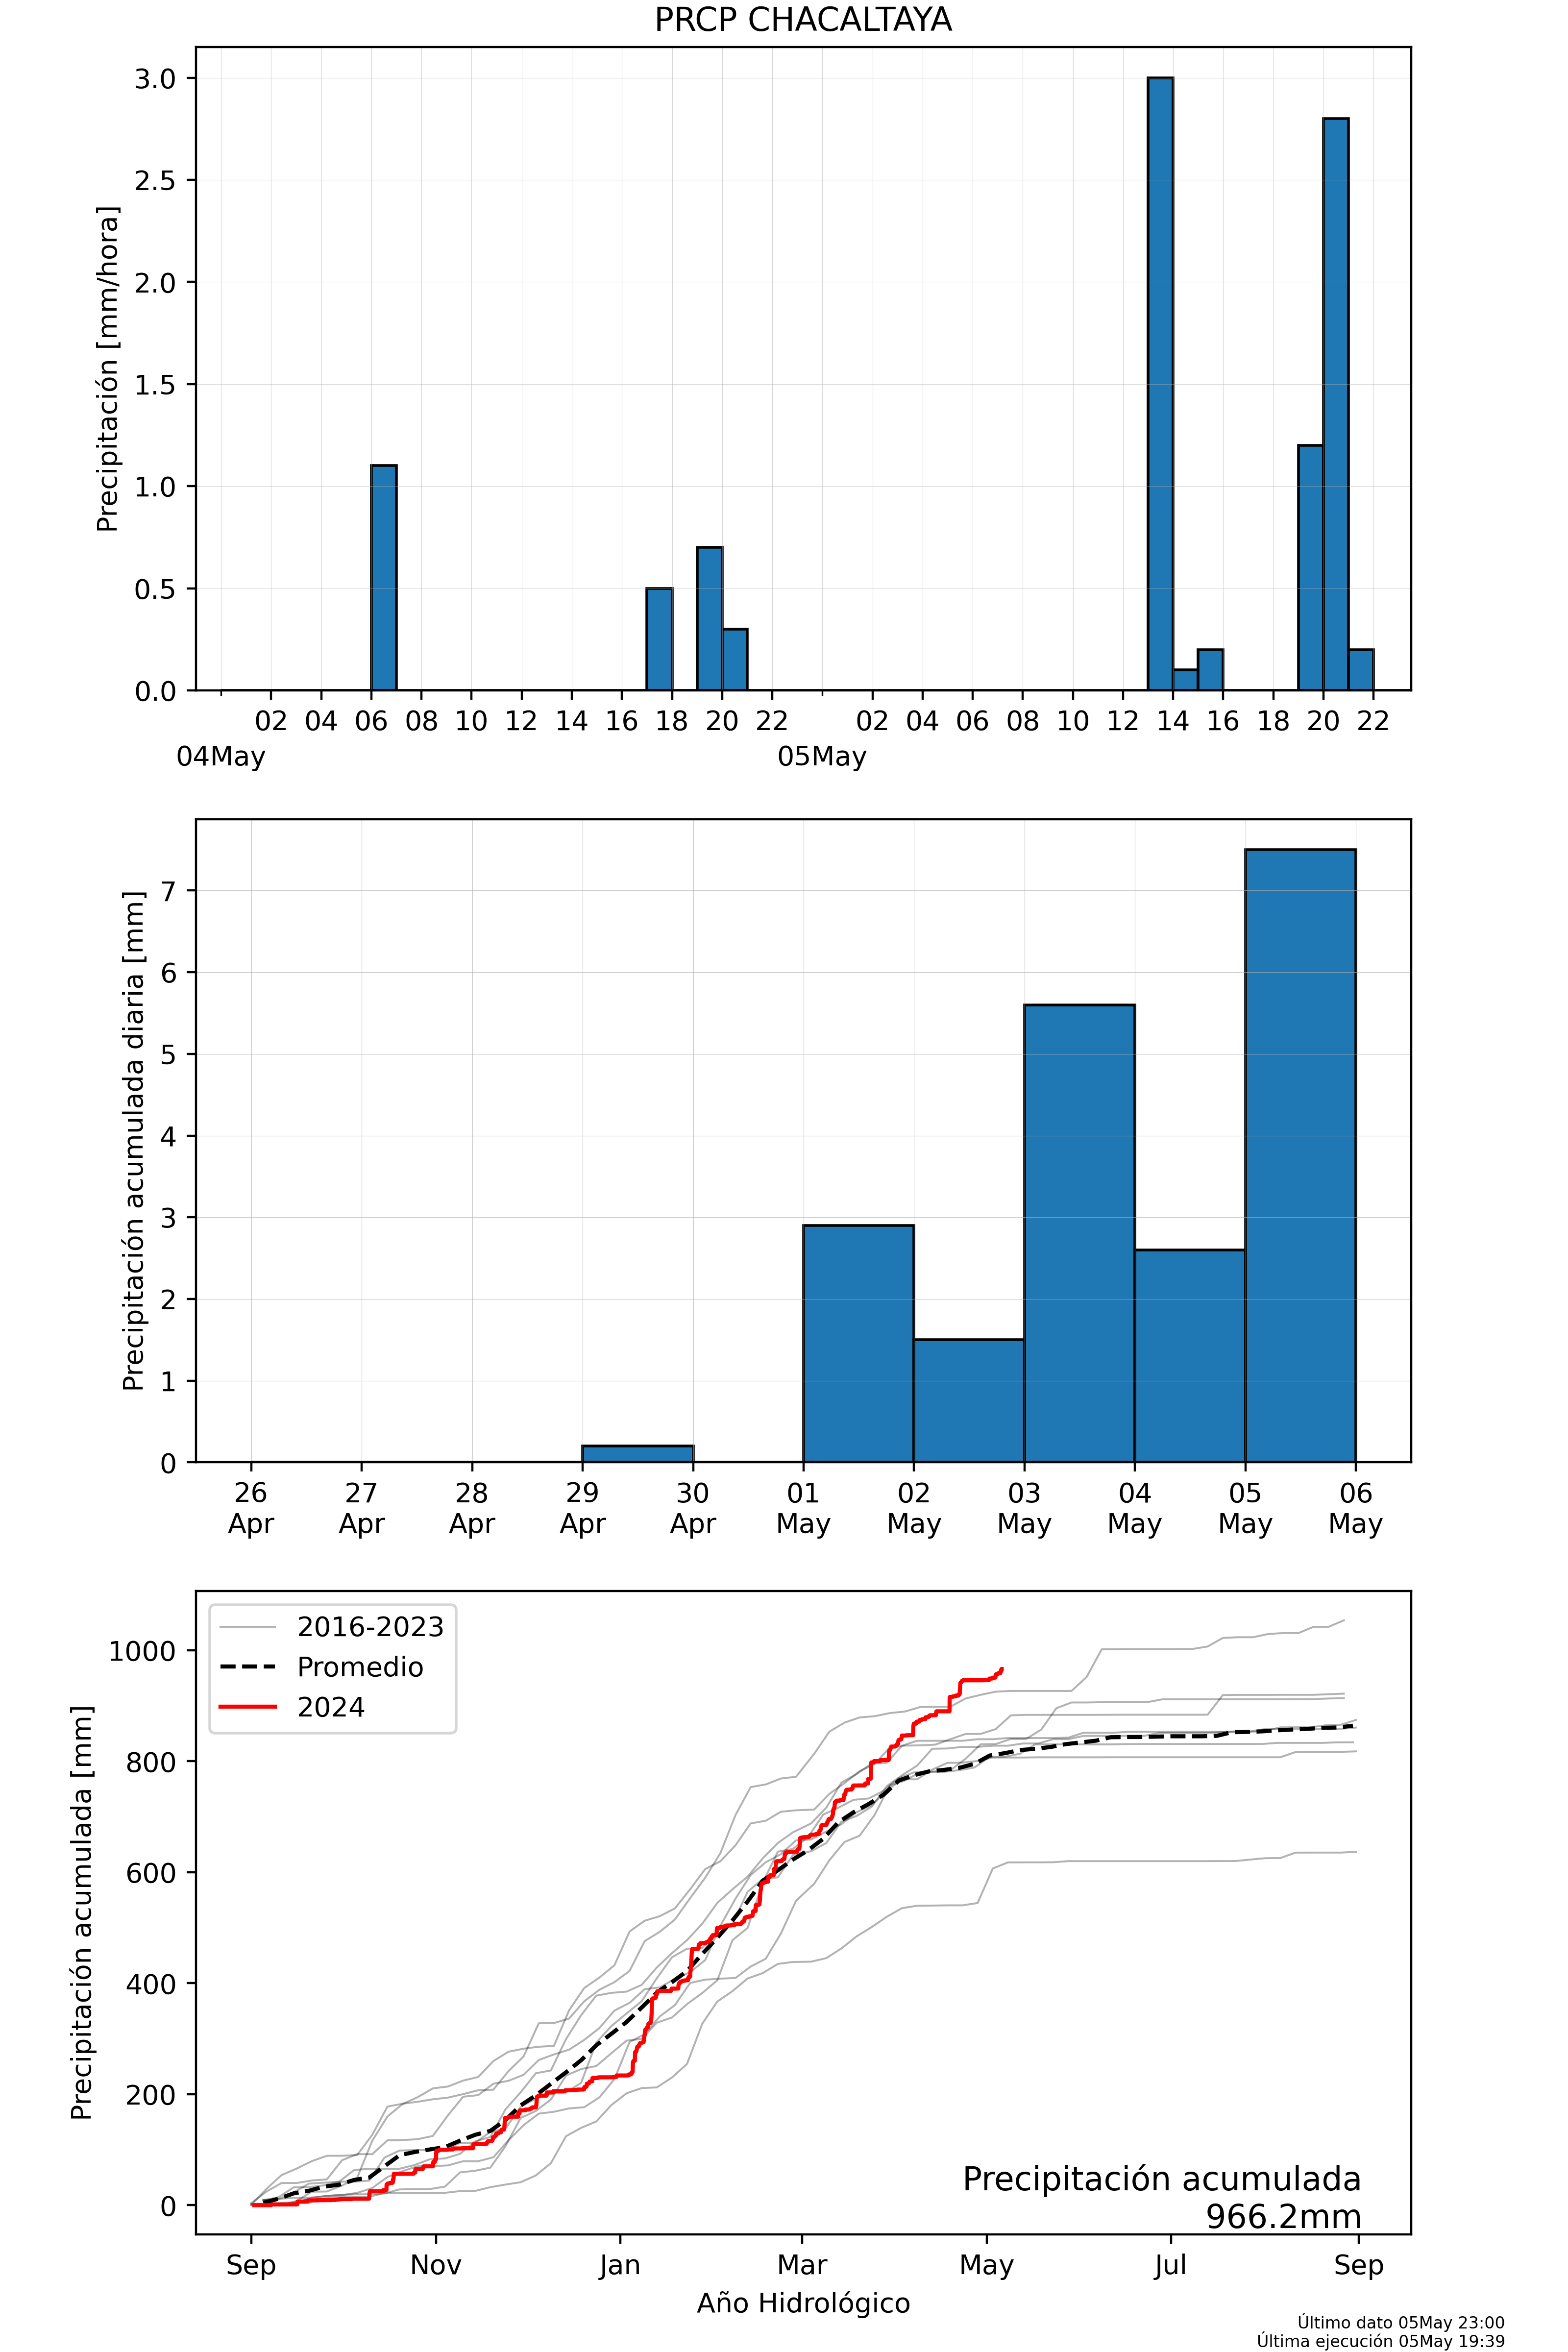 PRCP CHACALTAYA
Precipitación [mm/hora]
3.0
2.5
2.0
1.5
1.0
0.5
0.0
02 04 06 08 10 12 14 16 18 20 22 02 04 06 08 10 12 14 16 18 20 22
04May 05May
Precipitación acumulada diaria [mm]
7
6
5
4
3
2
1
0
26 27 28 29 30 01 02 03 04 05 06
Apr Apr Apr Apr Apr May May May May May May
Precipitación acumulada [mm]
1000
800
600
400
200
0
2016-2023
Promedio
2024
Precipitación acumulada
966.2mm
Sep Nov Jan Mar May Jul Sep
Año Hidrológico
Último dato 05May 23:00
Última ejecución 05May 19:39